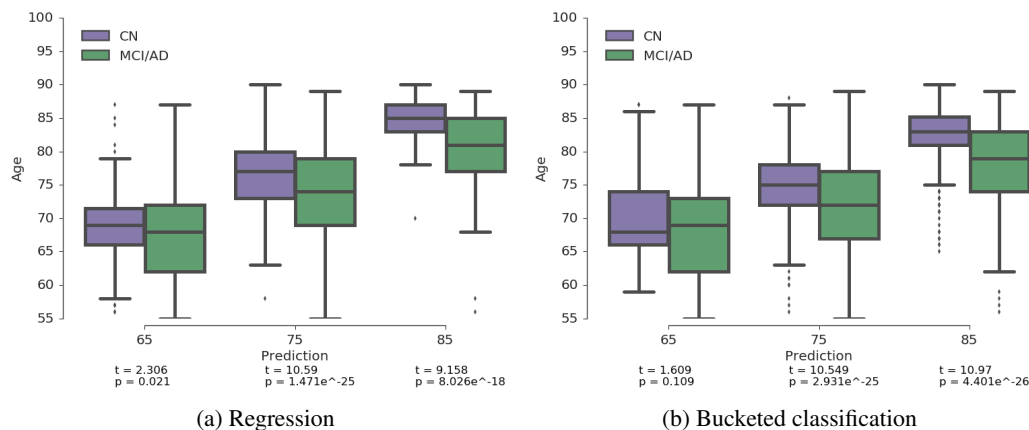 100
95
90
85
80
75
70
65
60
55
Age
CN
MCI/AD
65
75
85
Prediction
t = 2.306
p = 0.021
t = 10.59
p = 1.471e^-25
t = 9.158
p = 8.026e^-18
(a) Regression
100
95
90
85
80
75
70
65
60
55
Age
CN
MCI/AD
65
75
85
Prediction
t = 1.609
p = 0.109
t = 10.549
p = 2.931e^-25
t = 10.97
p = 4.401e^-26
(b) Bucketed classification